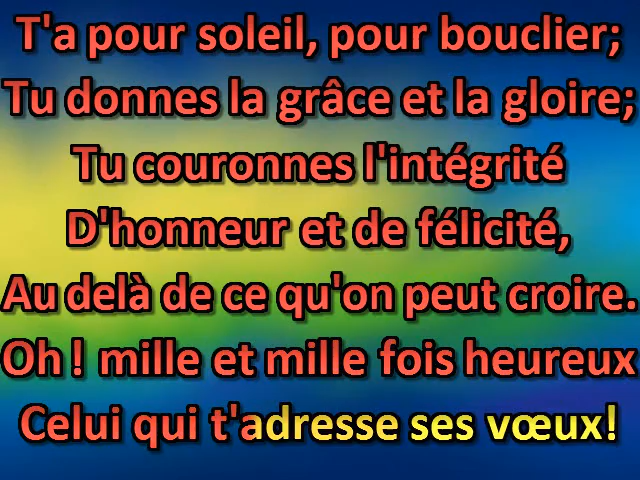 T'a pour soleil, pour bouclier;
Tu donnes la grâce et la gloire;
Tu couronnes l'intégrité
D'honneur et de félicité,
Au delà de ce qu'on peut croire.
Oh ! mille et mille fois heureux
Celui qui t'adresse ses vœux!